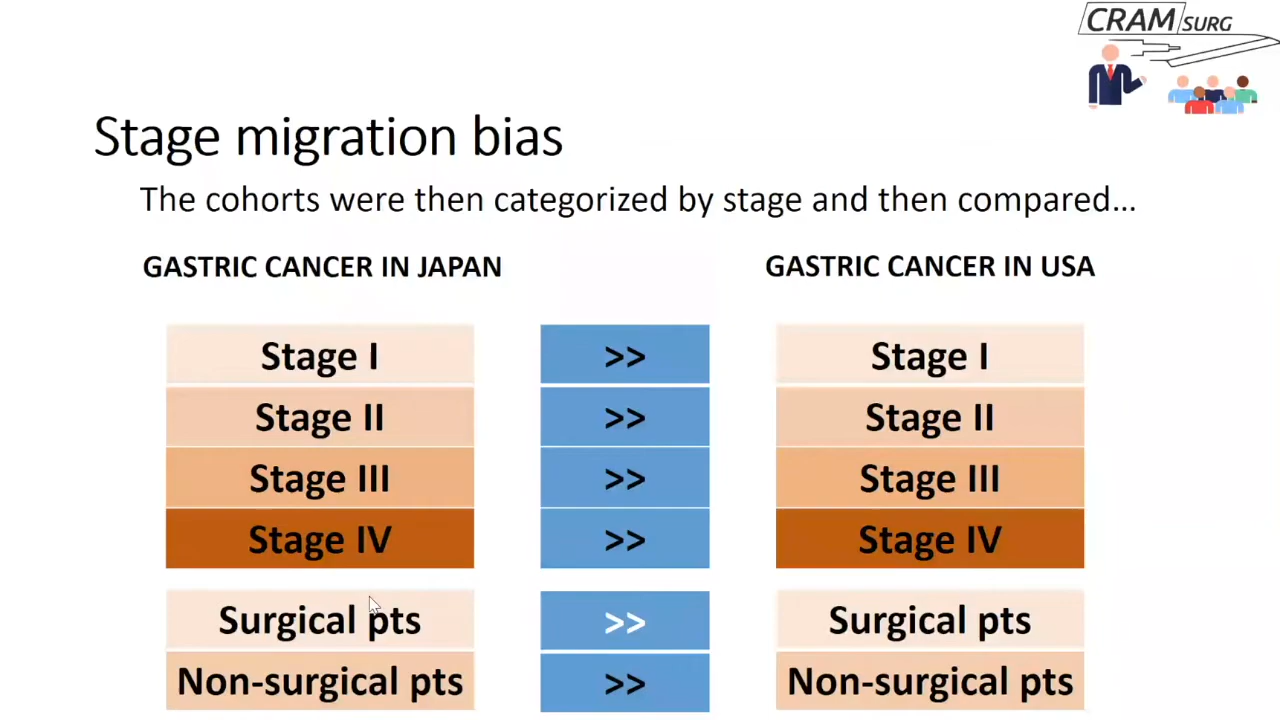 CRAM SURG
Stage migration bias
The cohorts were then categorized by stage and then compared...
GASTRIC CANCER IN JAPAN
GASTRIC CANCER IN USA
Stage I >> Stage I
Stage II >> Stage II
Stage III >> Stage III
Stage IV >> Stage IV
Surgical pts >> Surgical pts
Non-surgical pts >> Non-surgical pts